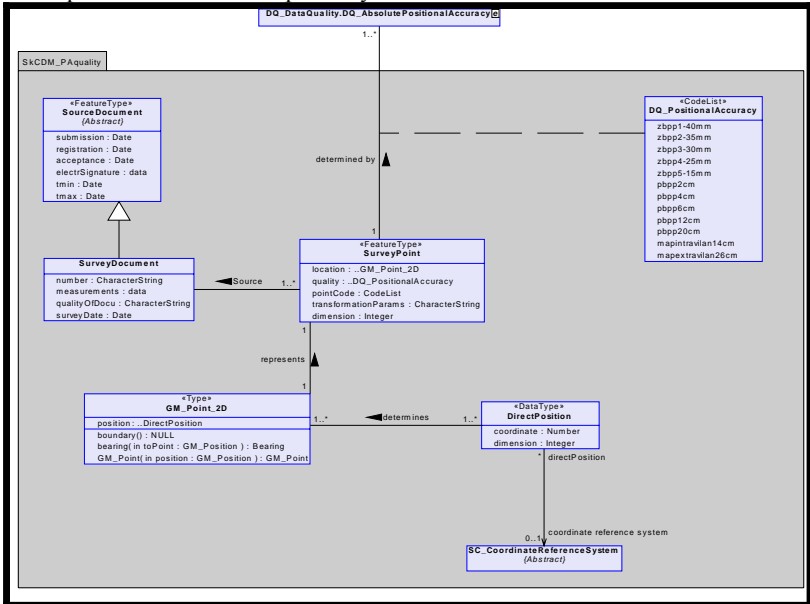 DQ_DataQuality.DQ_AbsolutePositionalAccuracy
1..*
SkCDM_PAquality
«FeatureType»
SourceDocument
{Abstract}
submission : Date
registration : Date
acceptance : Date
electrSignature : data
tmin : Date
tmax : Date
«CodeList»
DQ_PositionalAccuracy
zbpp1-40mm
zbpp2-35mm
zbpp3-30mm
zbpp4-25mm
zbpp5-15mm
pbpp2cm
pbpp4cm
pbpp6cm
pbpp12cm
pbpp20cm
mapintravilan14cm
mapextravilan26cm
determined by
1
«FeatureType»
SurveyPoint
location : ..GM_Point_2D
quality : ..DQ_PositionalAccuracy
pointCode : CodeList
transformationParams : CharacterString
dimension : Integer
SurveyDocument
number : CharacterString
measurements : data
qualityOfDocu : CharacterString
surveyDate : Date
Source
1..*
1
represents
1
«Type»
GM_Point_2D
position : ..DirectPosition
boundary() : NULL
bearing( in toPoint : GM_Position ) : Bearing
GM_Point( in position : GM_Position ) : GM_Point
1..*
determines
1..*
«DataType»
DirectPosition
coordinate : Number
dimension : Integer
* directPosition
coordinate reference system
0..1
SC_CoordinateReferenceSystem
{Abstract}